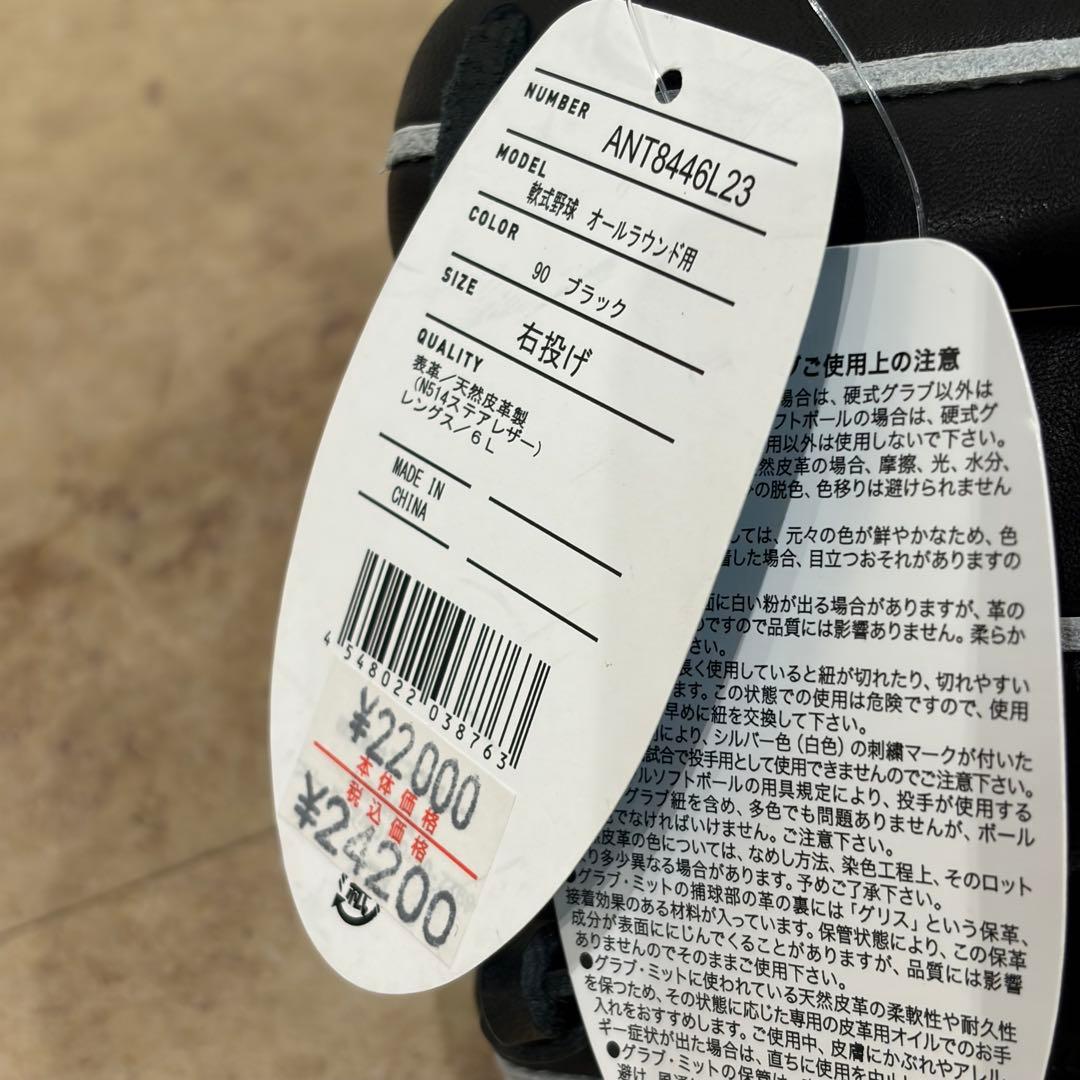 NUMBER
ANT8446L23
MODEL
軟式野球 オールラウンド用
COLOR
90 ブラック
SIZE
右投げ
QUALITY
表革／天然皮革製
(N514ステアレザー)
レングス／6L
MADE IN
CHINA
4 548022 038763
¥22000
本体価格
税込価格
¥24200
ご使用上の注意
場合は、硬式グラブ以外は
フトボールの場合は、硬式グ
用以外は使用しないで下さい。
然皮革の場合、摩擦、光、水分、
の脱色、色移りは避けられません
しては、元々の色が鮮やかなため、色
着した場合、目立つおそれがありますの
面に白い粉が出る場合がありますが、革の
のですので品質には影響ありません。柔らか
さい。
長く使用していると紐が切れたり、切れやすい
ます。この状態での使用は危険ですので、使用
早めに紐を交換して下さい。
により、シルバー色（白色）の刺繍マークが付いた
試合で投手用として使用できませんのでご注意下さい。
ルソフトボールの用具規定により、投手が使用する
グラブ紐を含め、多色でも問題ありませんが、ボール
でなければいけません。ご注意下さい。
皮革の色については、なめし方法、染色工程上、そのロット
より多少異なる場合があります。予めご了承下さい。
●グラブ・ミットの捕球部の革の裏には「グリス」という保革、
接着効果のある材料が入っています。保管状態により、この保革
成分が表面ににじんでくることがありますが、品質には影響
ありませんのでそのままご使用下さい。
●グラブ・ミットに使われている天然皮革の柔軟性や耐久性
を保つため、その状態に応じた専用の皮革用オイルでのお手
入れをおすすめします。ご使用中、皮膚にかぶれやアレル
ギー症状が出た場合は、直ちに使用を中止し
●グラブ・ミットの保管は